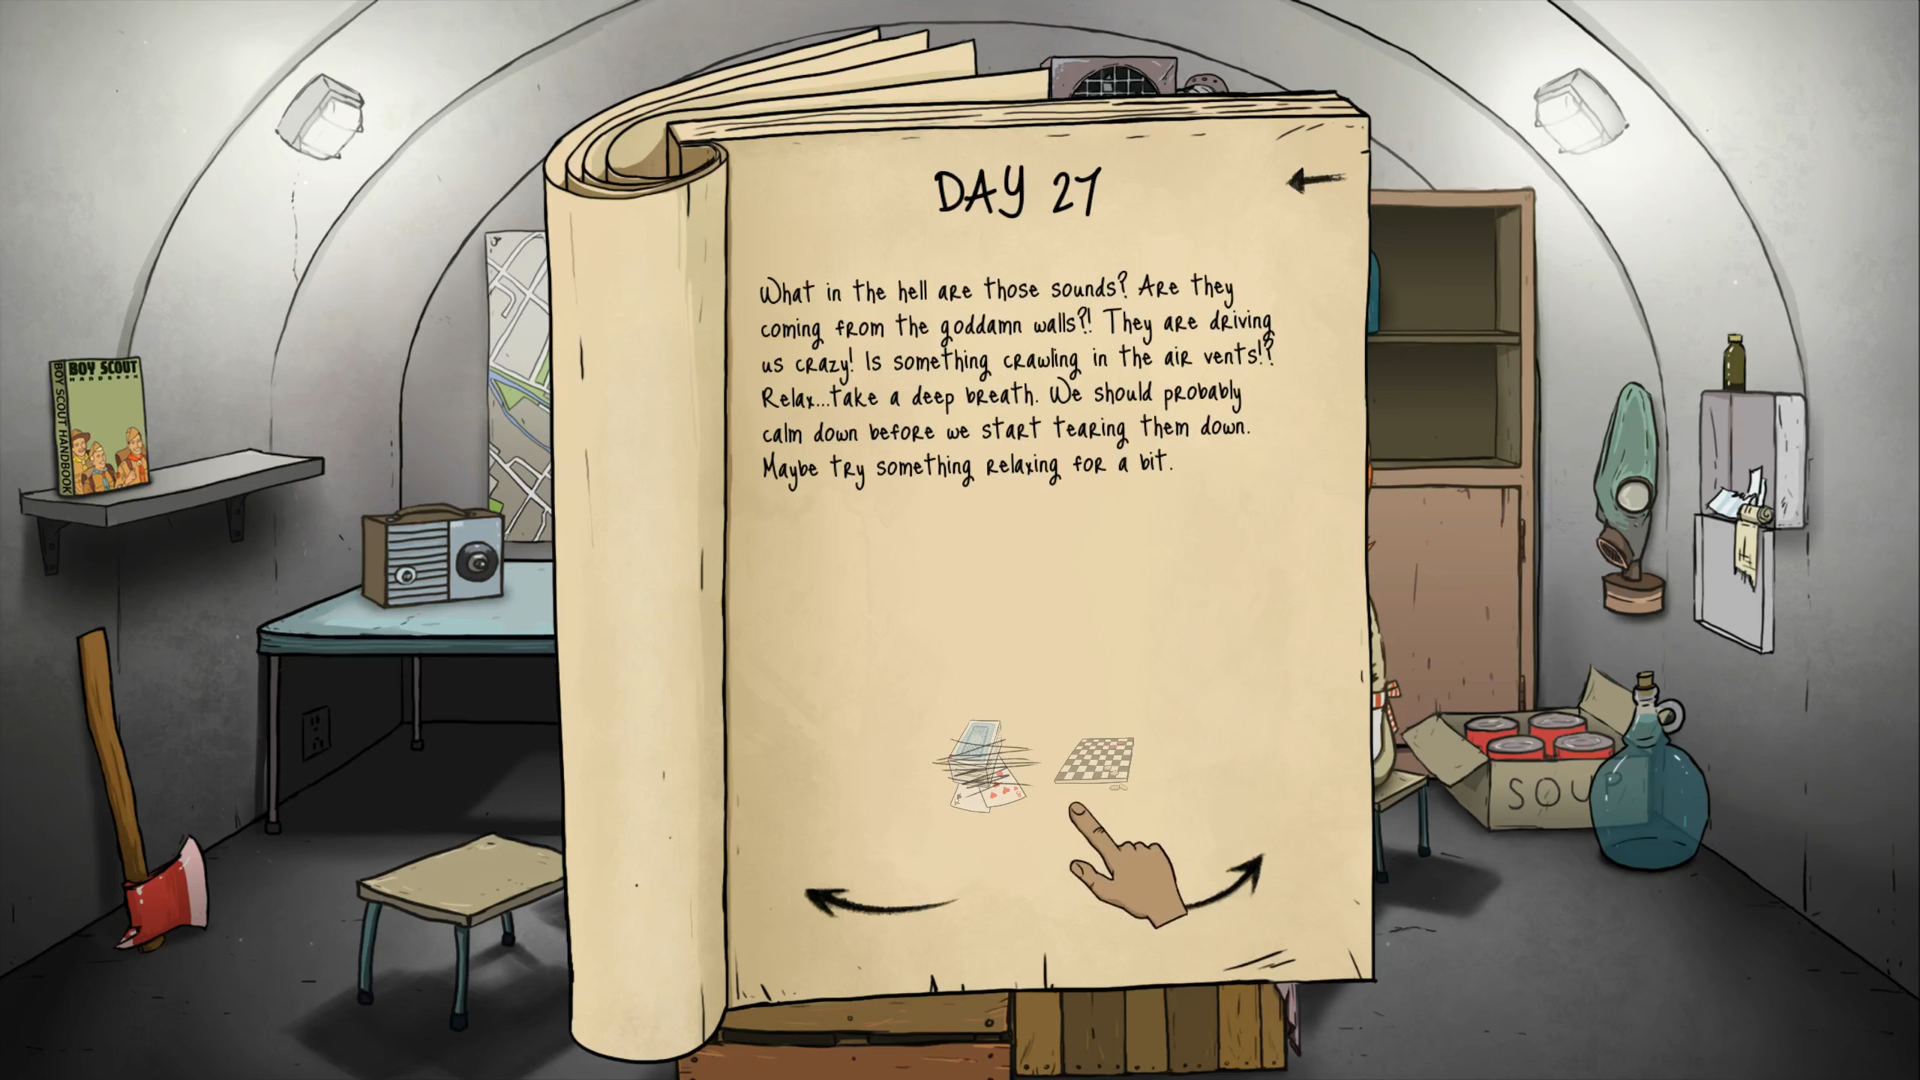 DAY 27
What in the hell are those sounds? Are they
coming from the goddamn walls?! They are driving
us crazy! Is something crawling in the air vents!?
Relax...take a deep breath. We should probably
calm down before we start tearing them down.
Maybe try something relaxing for a bit.
BOY SCOUT
HANDBOOK
BOY SCOUT HANDBOOK
SOU